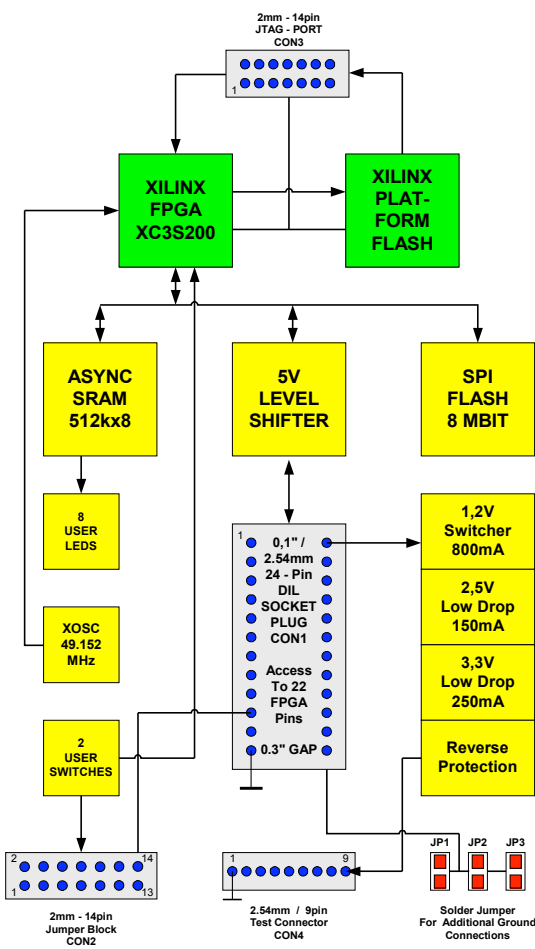 2mm - 14pin
JTAG - PORT
CON3
1
XILINX
FPGA
XC3S200
XILINX
PLAT-
FORM
FLASH
ASYNC
SRAM
512kx8
5V
LEVEL
SHIFTER
SPI
FLASH
8 MBIT
8
USER
LEDS
XOSC
49.152
MHz
2
USER
SWITCHES
1
0,1" /
2.54mm
24 - Pin
DIL
SOCKET
PLUG
CON1
Access
To 22
FPGA
Pins
0.3" GAP
1,2V
Switcher
800mA
2,5V
Low Drop
150mA
3,3V
Low Drop
250mA
Reverse
Protection
2
14
1
13
2mm - 14pin
Jumper Block
CON2
1
9
2.54mm / 9pin
Test Connector
CON4
JP1
JP2
JP3
Solder Jumper
For Additional Ground
Connections